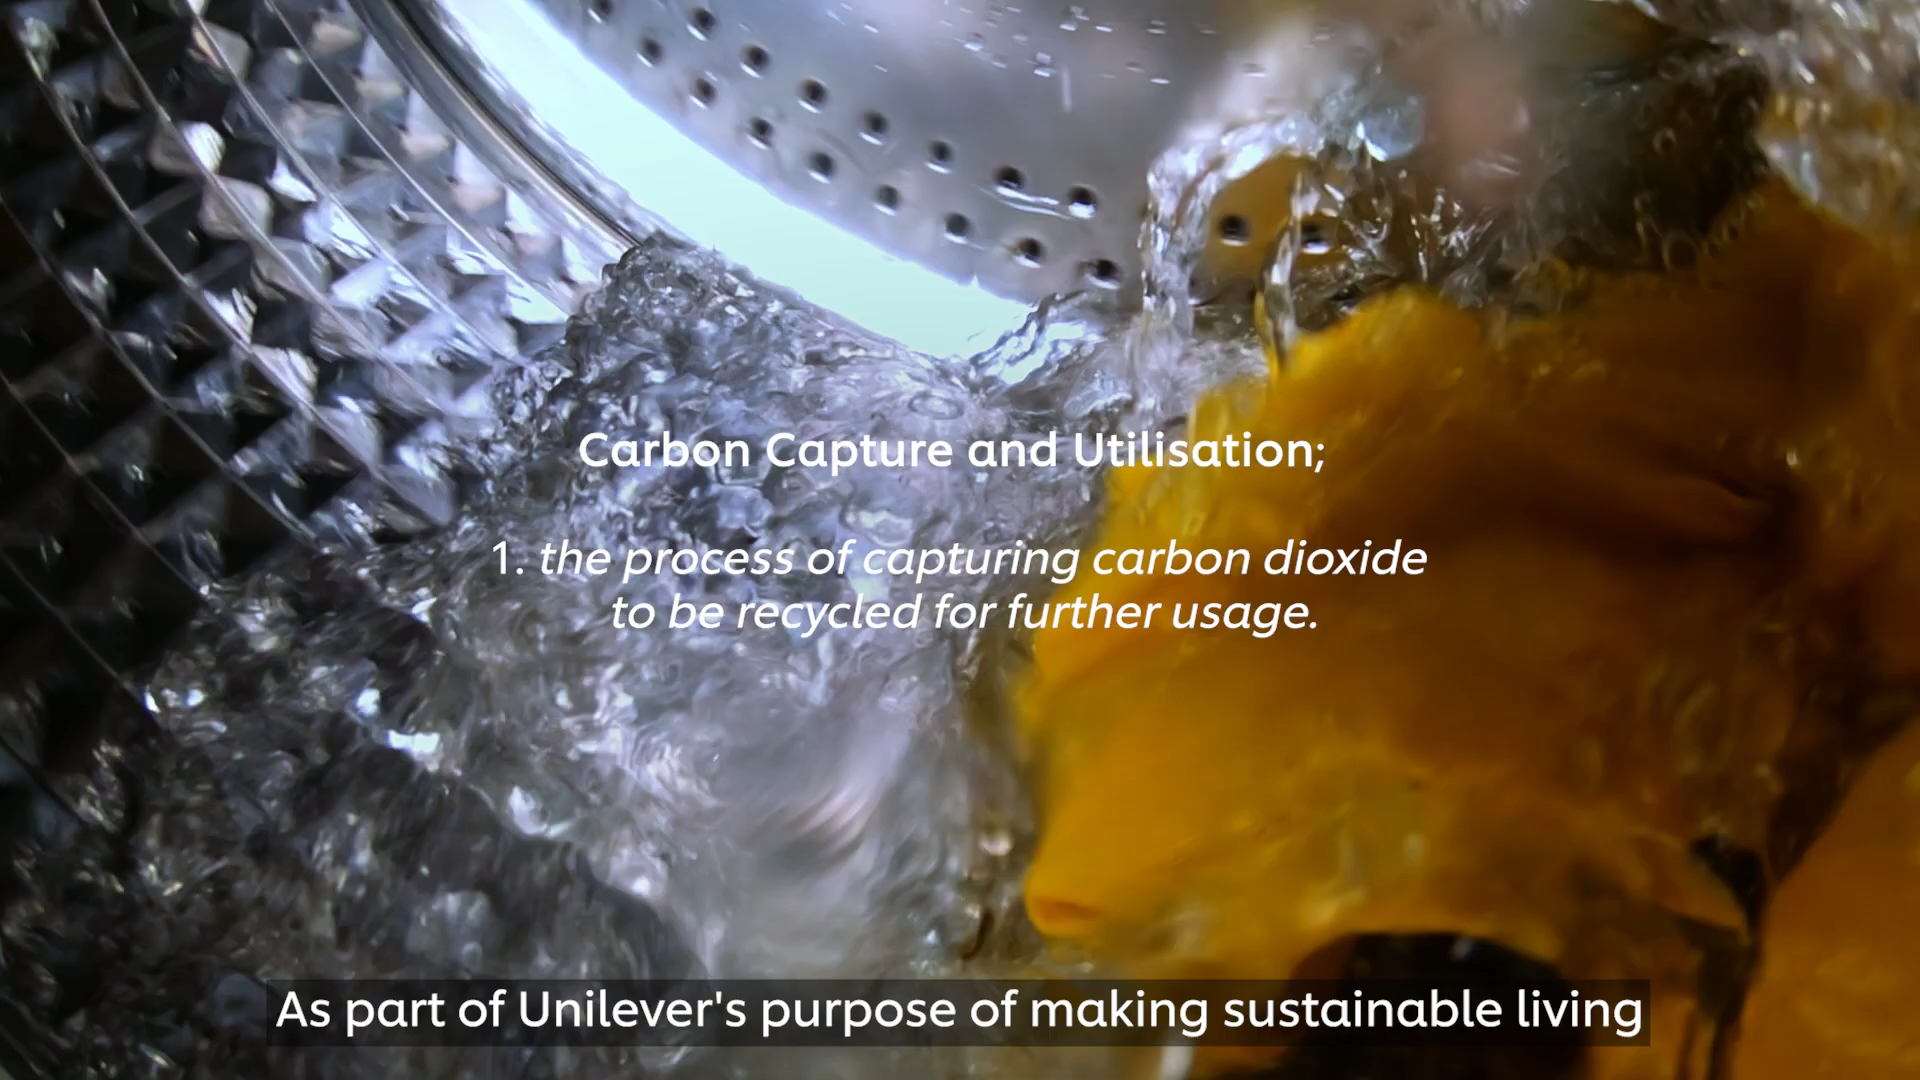 Carbon Capture and Utilisation;
1. the process of capturing carbon dioxide
to be recycled for further usage.
As part of Unilever's purpose of making sustainable living